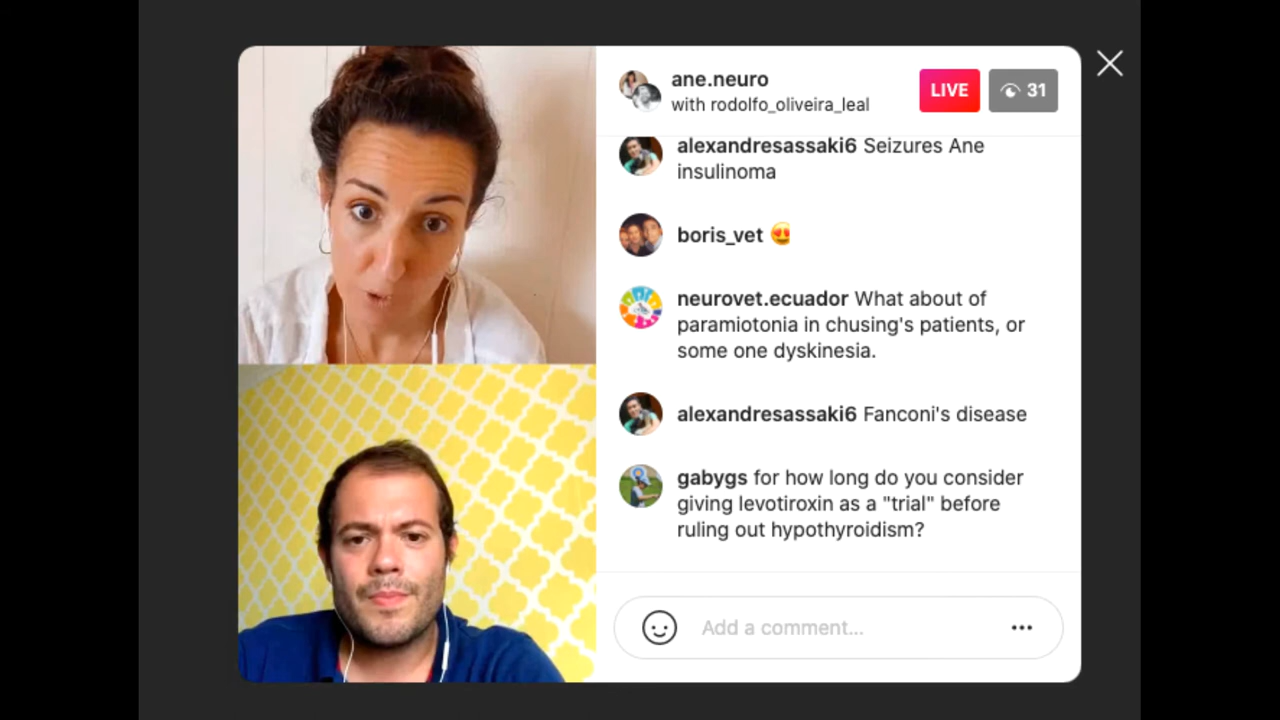 ane.neuro
with rodolfo_oliveira_leal
LIVE
31
alexandresassaki6 Seizures Ane
insulinoma
boris_vet 😍
neurovet.ecuador What about of
paramiotonia in chusing's patients, or
some one dyskinesia.
alexandresassaki6 Fanconi's disease
gabygs for how long do you consider
giving levotiroxin as a "trial" before
ruling out hypothyroidism?
Add a comment...